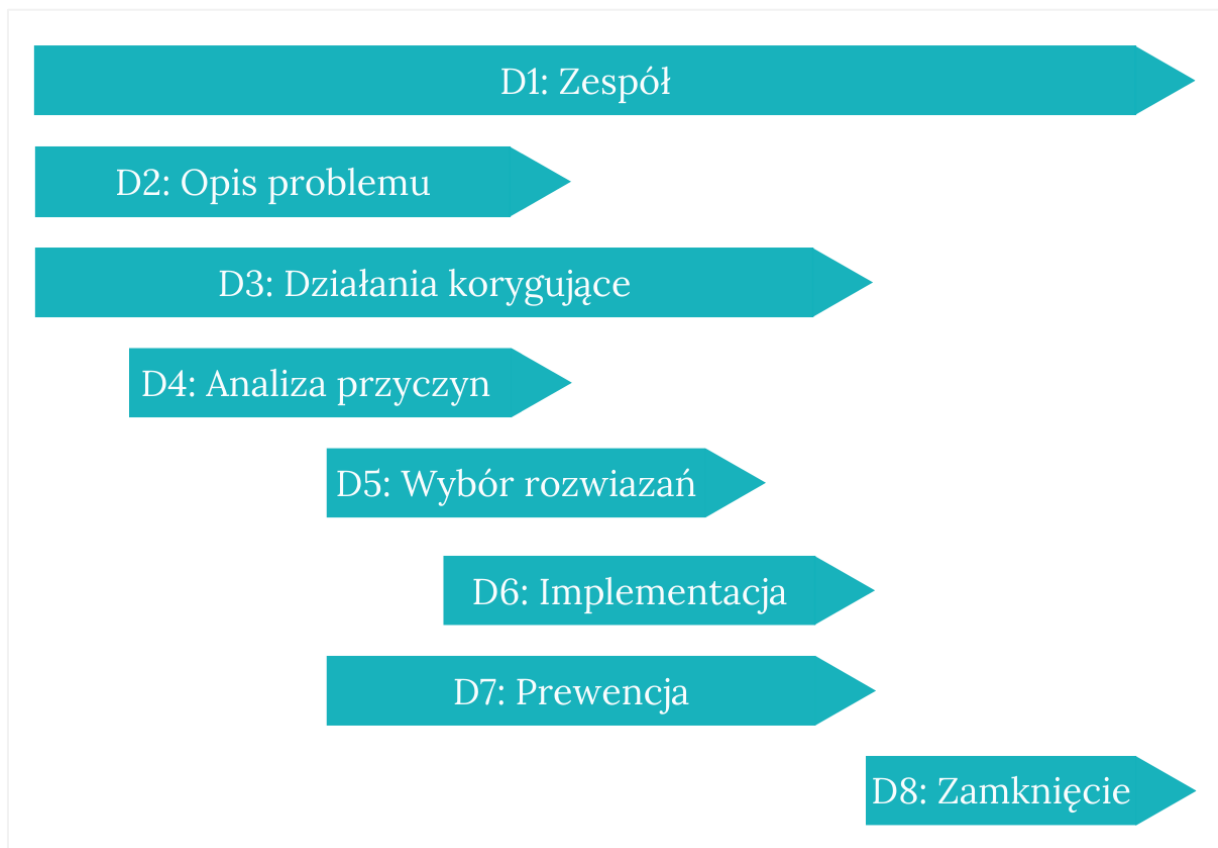 D1: Zespół
D2: Opis problemu
D3: Działania korygujące
D4: Analiza przyczyn
D5: Wybór rozwiazań
D6: Implementacja
D7: Prewencja
D8: Zamknięcie